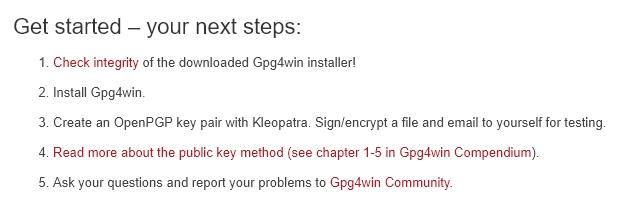 Get started – your next steps:
1. Check integrity of the downloaded Gpg4win installer!
2. Install Gpg4win.
3. Create an OpenPGP key pair with Kleopatra. Sign/encrypt a file and email to yourself for testing.
4. Read more about the public key method (see chapter 1-5 in Gpg4win Compendium).
5. Ask your questions and report your problems to Gpg4win Community.